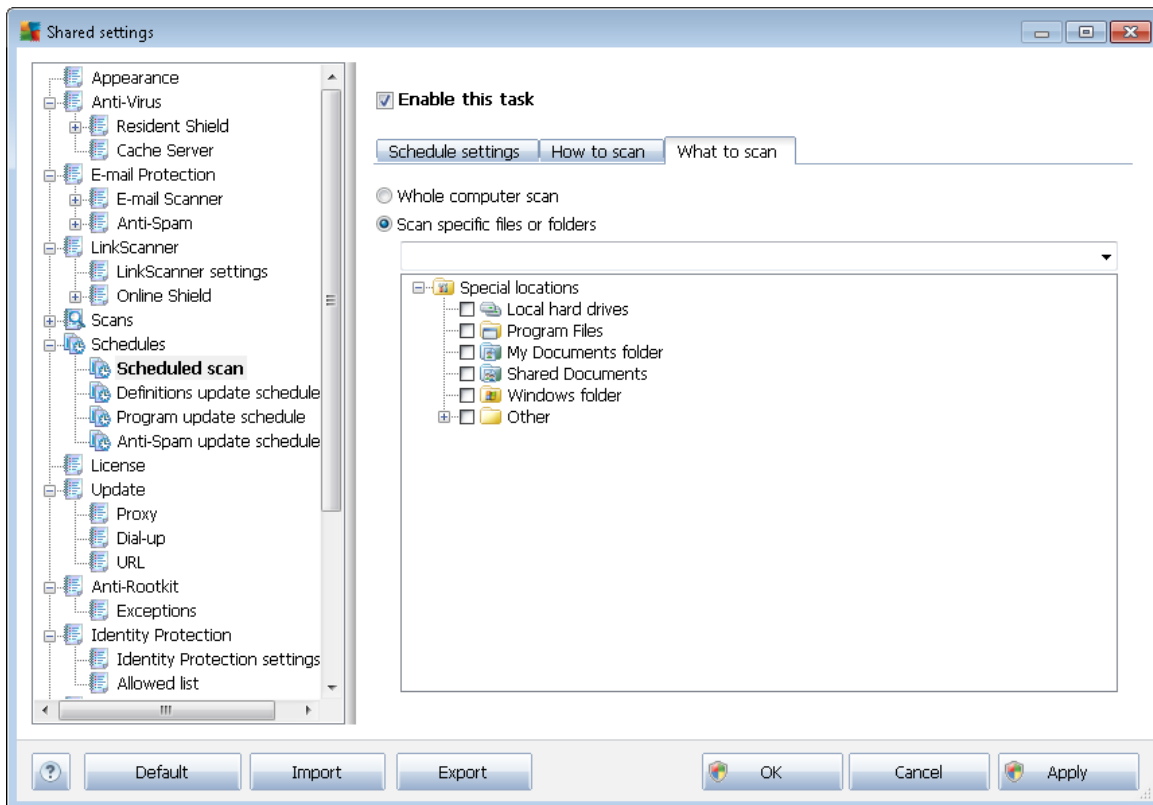 Shared settings
Appearance
Anti-Virus
Resident Shield
Cache Server
E-mail Protection
E-mail Scanner
Anti-Spam
LinkScanner
LinkScanner settings
Online Shield
Scans
Schedules
Scheduled scan
Definitions update schedule
Program update schedule
Anti-Spam update schedule
License
Update
Proxy
Dial-up
URL
Anti-Rootkit
Exceptions
Identity Protection
Identity Protection settings
Allowed list
Enable this task
Schedule settings How to scan What to scan
Whole computer scan
Scan specific files or folders
Special locations
Local hard drives
Program Files
My Documents folder
Shared Documents
Windows folder
Other
? Default Import Export OK Cancel Apply